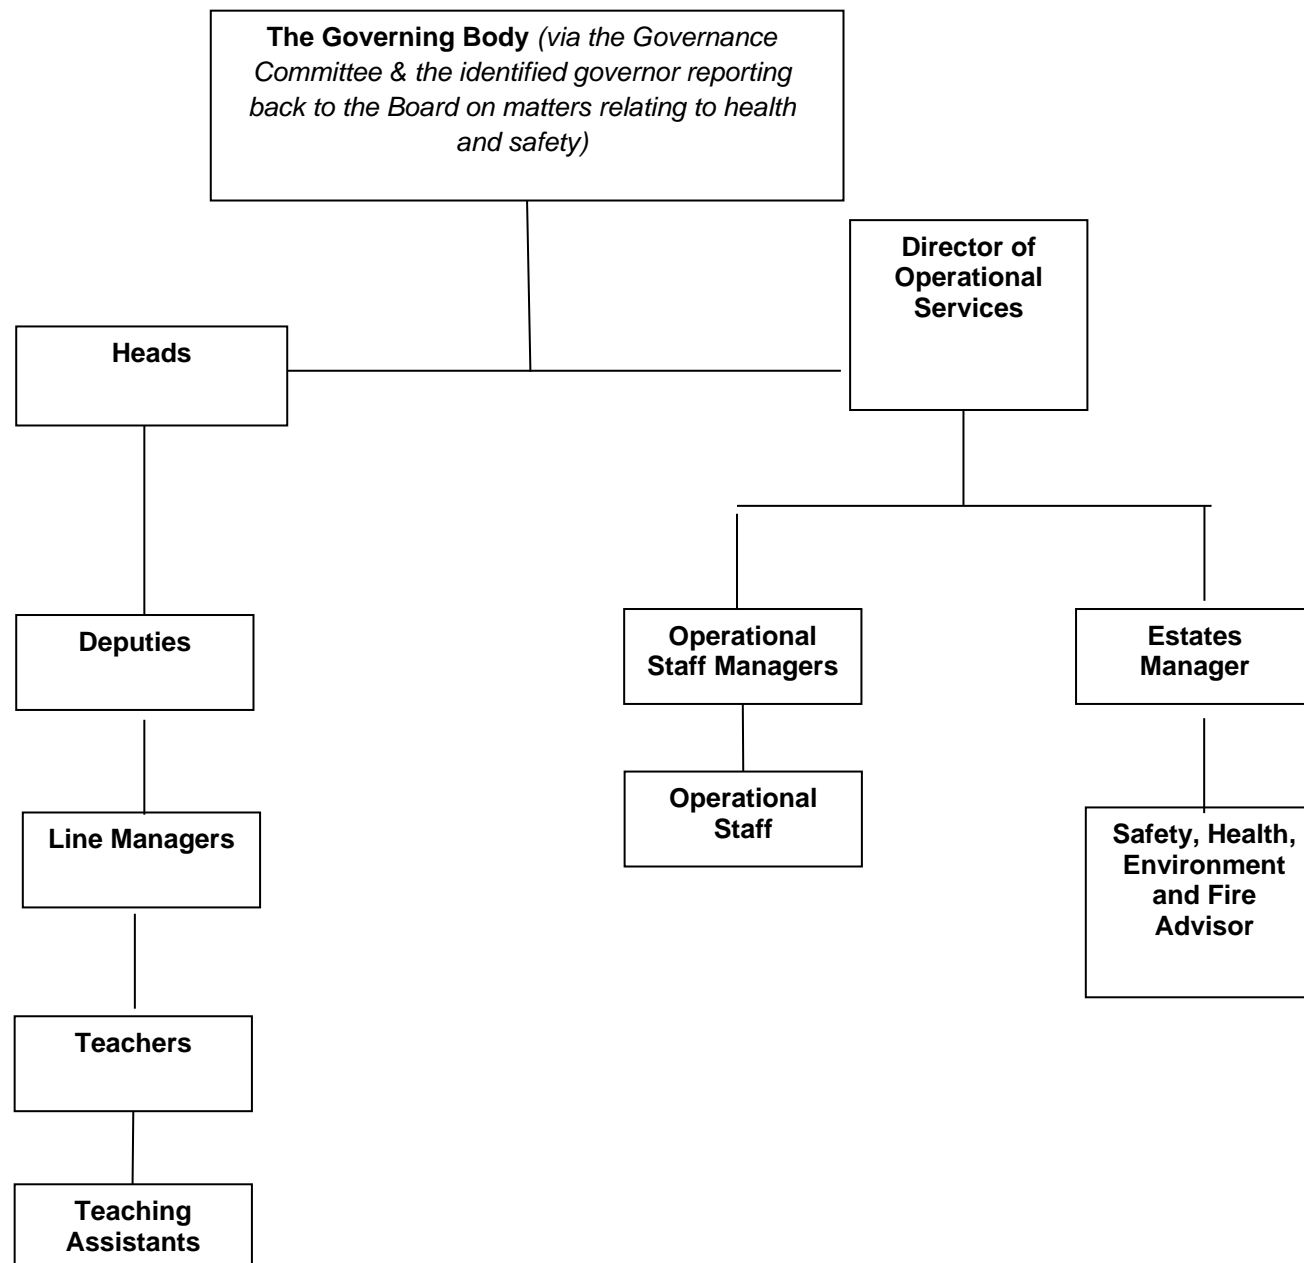 The Governing Body (via the Governance
Committee & the identified governor reporting
back to the Board on matters relating to health
and safety)
Director of
Operational
Services
Heads
Deputies
Operational
Staff Managers
Estates
Manager
Line Managers
Operational
Staff
Safety, Health,
Environment
and Fire
Advisor
Teachers
Teaching
Assistants